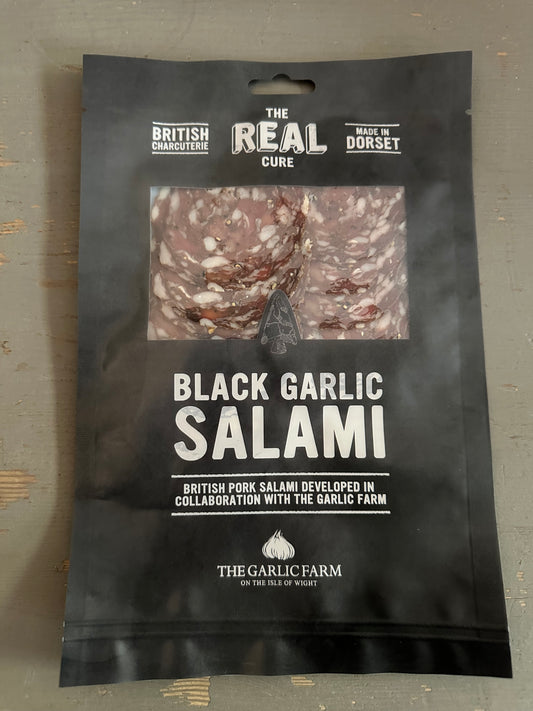 THE
REAL
CURE
BRITISH
CHARCUTERIE
MADE IN
DORSET
BLACK GARLIC
SALAMI
BRITISH PORK SALAMI DEVELOPED IN
COLLABORATION WITH THE GARLIC FARM
THE GARLIC FARM
ON THE ISLE OF WIGHT